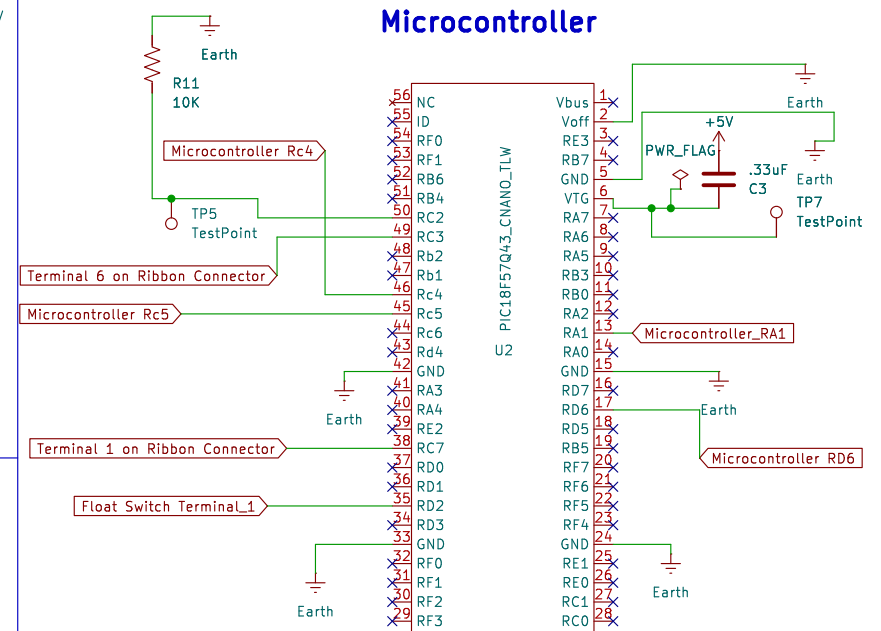 Microcontroller
Earth
R11
10K
Microcontroller Rc4
TP5
TestPoint
Terminal 6 on Ribbon Connector
Microcontroller Rc5
Earth
Terminal 1 on Ribbon Connector
Float Switch Terminal_1
Earth
56 NC
55 ID
54 RF0
53 RF1
52 RB6
51 RB4
50 RC2
49 RC3
48 Rb2
47 Rb1
46 Rc4
45 Rc5
44 Rc6
43 Rd4
42 GND
41 RA3
40 RA4
39 RE2
38 RC7
37 RD0
36 RD1
35 RD2
34 RD3
33 GND
32 RF0
31 RF1
30 RF2
29 RF3
PIC18F57Q43_CNANO_TLW
U2
Vbus 1
Voff 2
RE3 3
RB7 4
GND 5
VTG 6
RA7 7
RA6 8
RA5 9
RB3 10
RB0 11
RA2 12
RA1 13
RA0 14
GND 15
RD7 16
RD6 17
RD5 18
RB5 19
RF7 20
RF6 21
RF5 22
RF4 23
GND 24
RE1 25
RE0 26
RC1 27
RC0 28
Earth
+5V
PWR_FLAG
.33uF
C3
Earth
TP7
TestPoint
Microcontroller_RA1
Earth
Microcontroller RD6
Earth